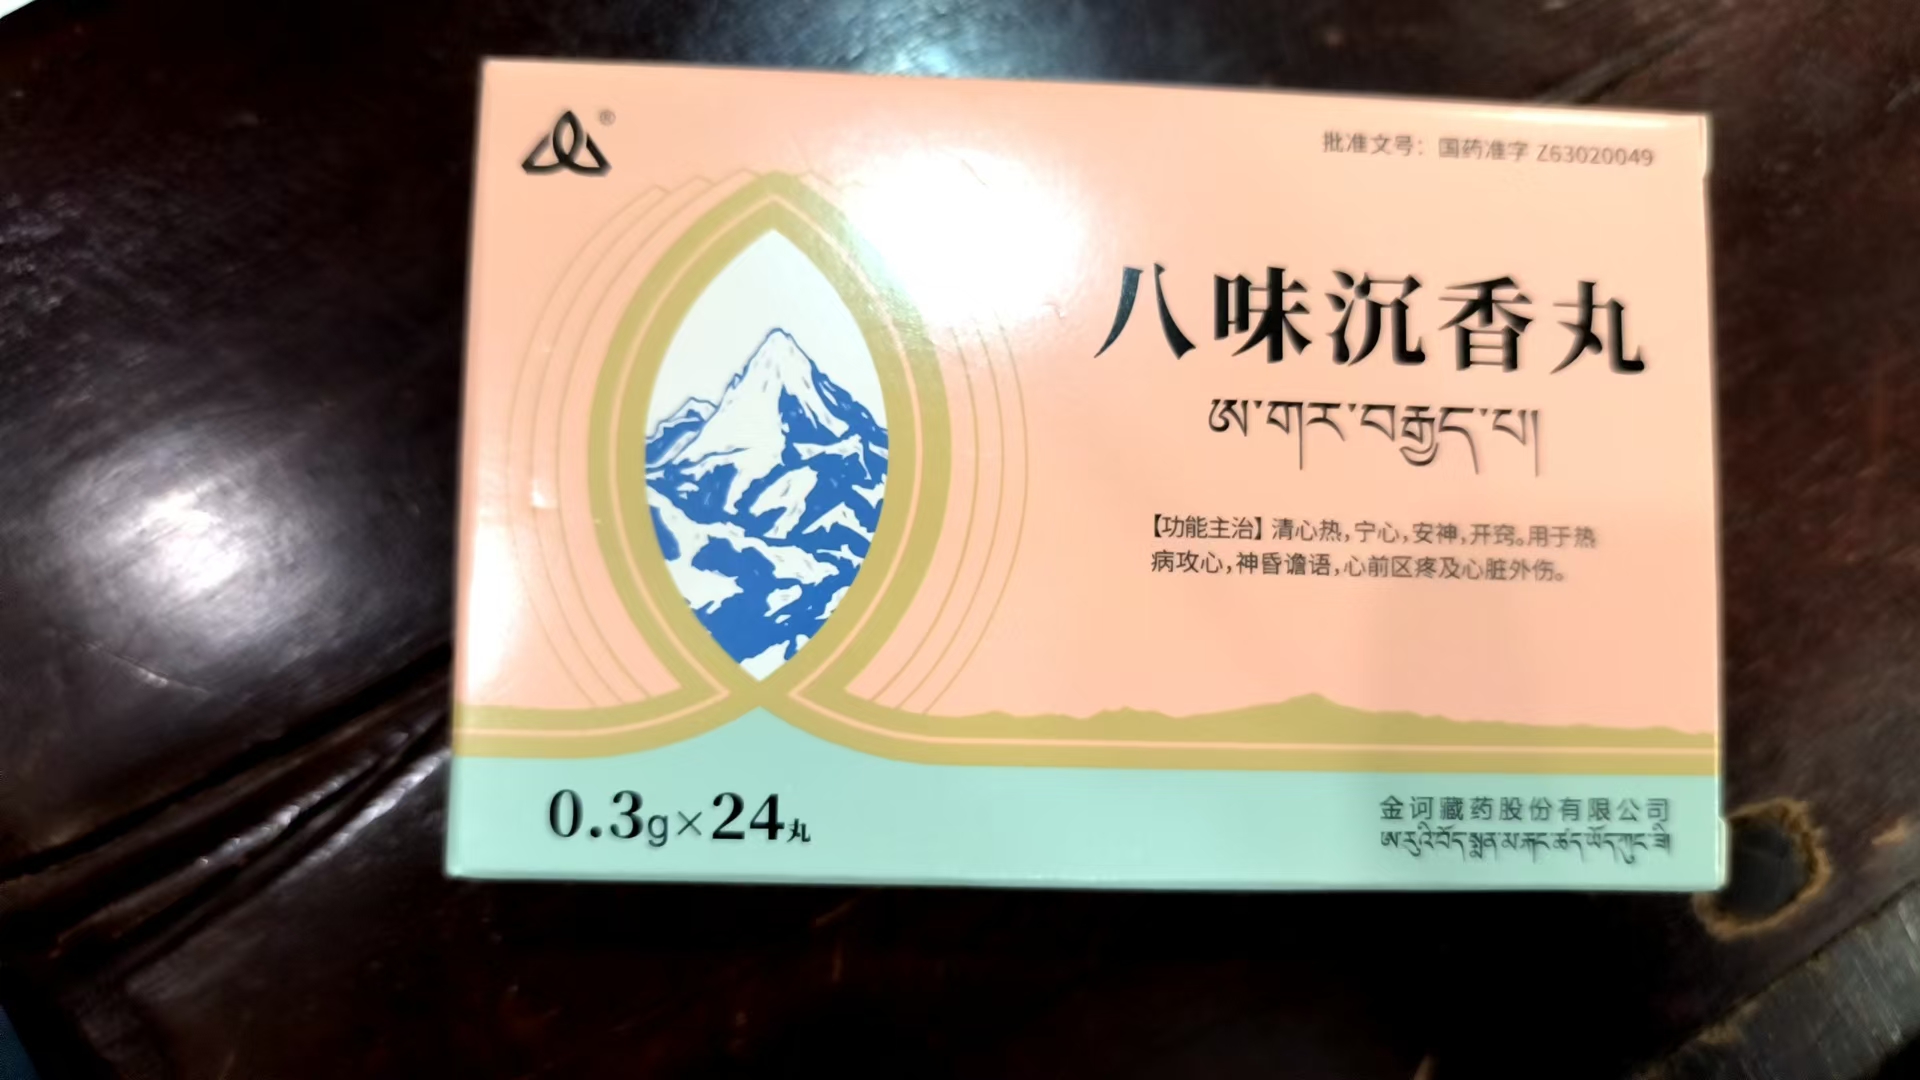 ®
批准文号：国药准字 Z63020049
八味沉香丸
ཨ་གར་བརྒྱད་པ།
【功能主治】清心热，宁心，安神，开窍。用于热
病攻心，神昏谵语，心前区疼及心脏外伤。
0.3g×24丸
金诃藏药股份有限公司
ཨ་རུའི་བོད་སྨན་མ་རྐང་ཚད་ཡོད་ཀུང་ཟི།